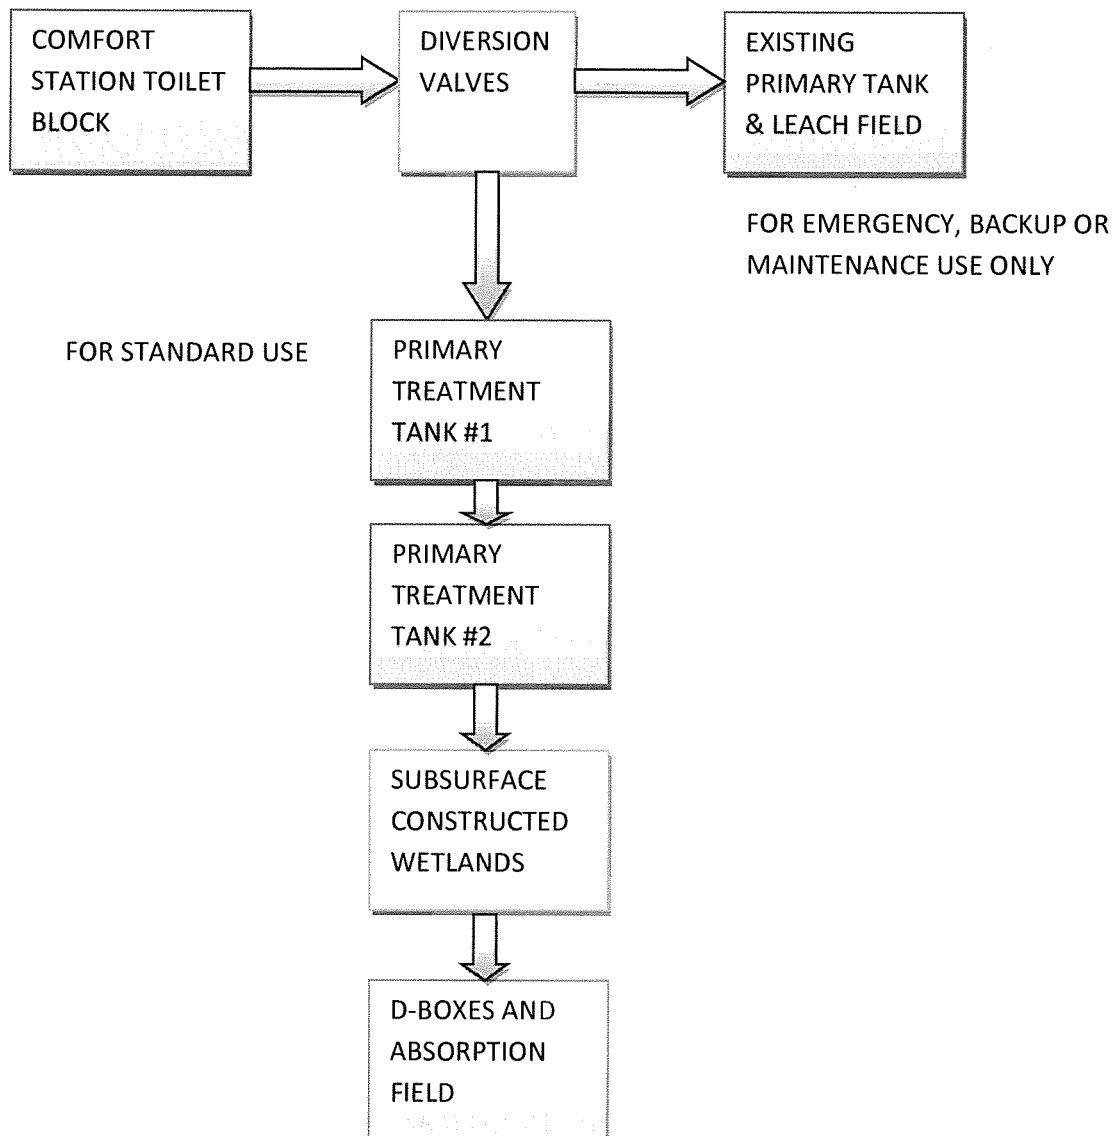 COMFORT
STATION TOILET
BLOCK
DIVERSION
VALVES
EXISTING
PRIMARY TANK
& LEACH FIELD
FOR EMERGENCY, BACKUP OR
MAINTENANCE USE ONLY
FOR STANDARD USE
PRIMARY
TREATMENT
TANK #1
PRIMARY
TREATMENT
TANK #2
SUBSURFACE
CONSTRUCTED
WETLANDS
D-BOXES AND
ABSORPTION
FIELD